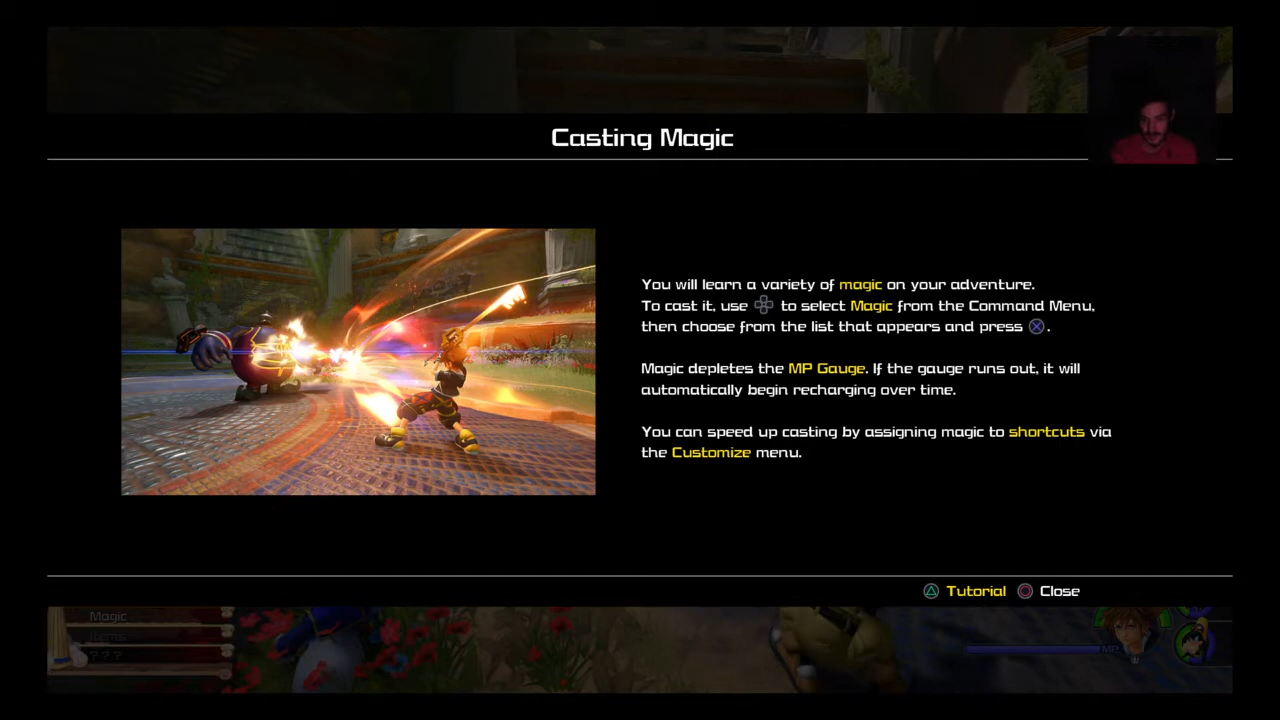 Casting Magic
You will learn a variety of magic on your adventure.
To cast it, use to select Magic from the Command Menu,
then choose from the list that appears and press .
Magic depletes the MP Gauge. If the gauge runs out, it will
automatically begin recharging over time.
You can speed up casting by assigning magic to shortcuts via
the Customize menu.
Tutorial Close
Magic
Items
? ? ?
MP